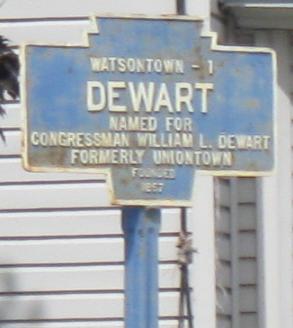 WATSONTOWN - 1
DEWART
NAMED FOR
CONGRESSMAN WILLIAM L. DEWART
FORMERLY UNIONTOWN
FOUNDED
1857